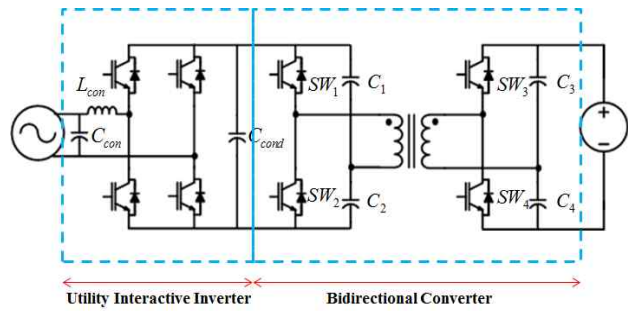 L_con
C_con
C_cond
SW_1
C_1
SW_2
C_2
SW_3
C_3
SW_4
C_4
+
−
Utility Interactive Inverter
Bidirectional Converter